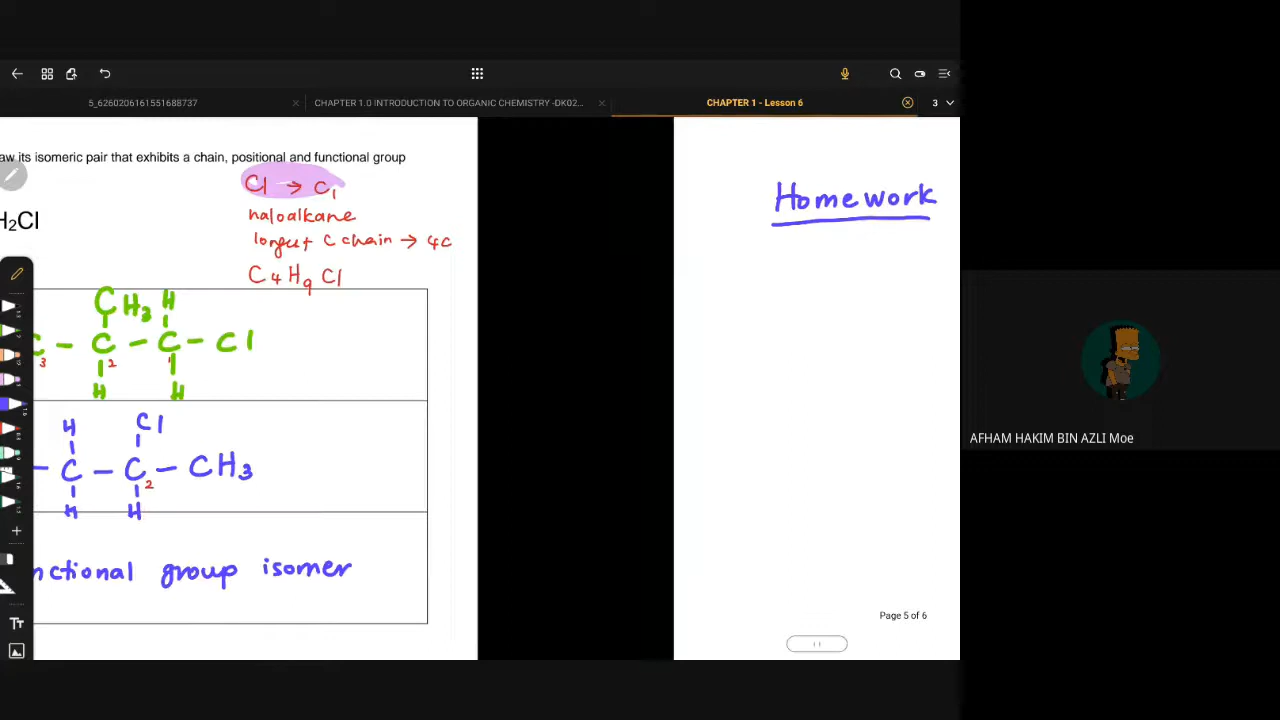 5_6260206161551688737
CHAPTER 1.0 INTRODUCTION TO ORGANIC CHEMISTRY -DK02...
CHAPTER 1 - Lesson 6
3
aw its isomeric pair that exhibits a chain, positional and functional group
H₂Cl
Cl → C₁
haloalkane
longest C chain → 4C
C₄H₉Cl
CH₃ H
C - C - C - Cl
3 2 1
H H
H Cl
- C - C - CH₃
2
H H
nctional group isomer
Homework
Page 5 of 6
Tт
AFHAM HAKIM BIN AZLI Moe